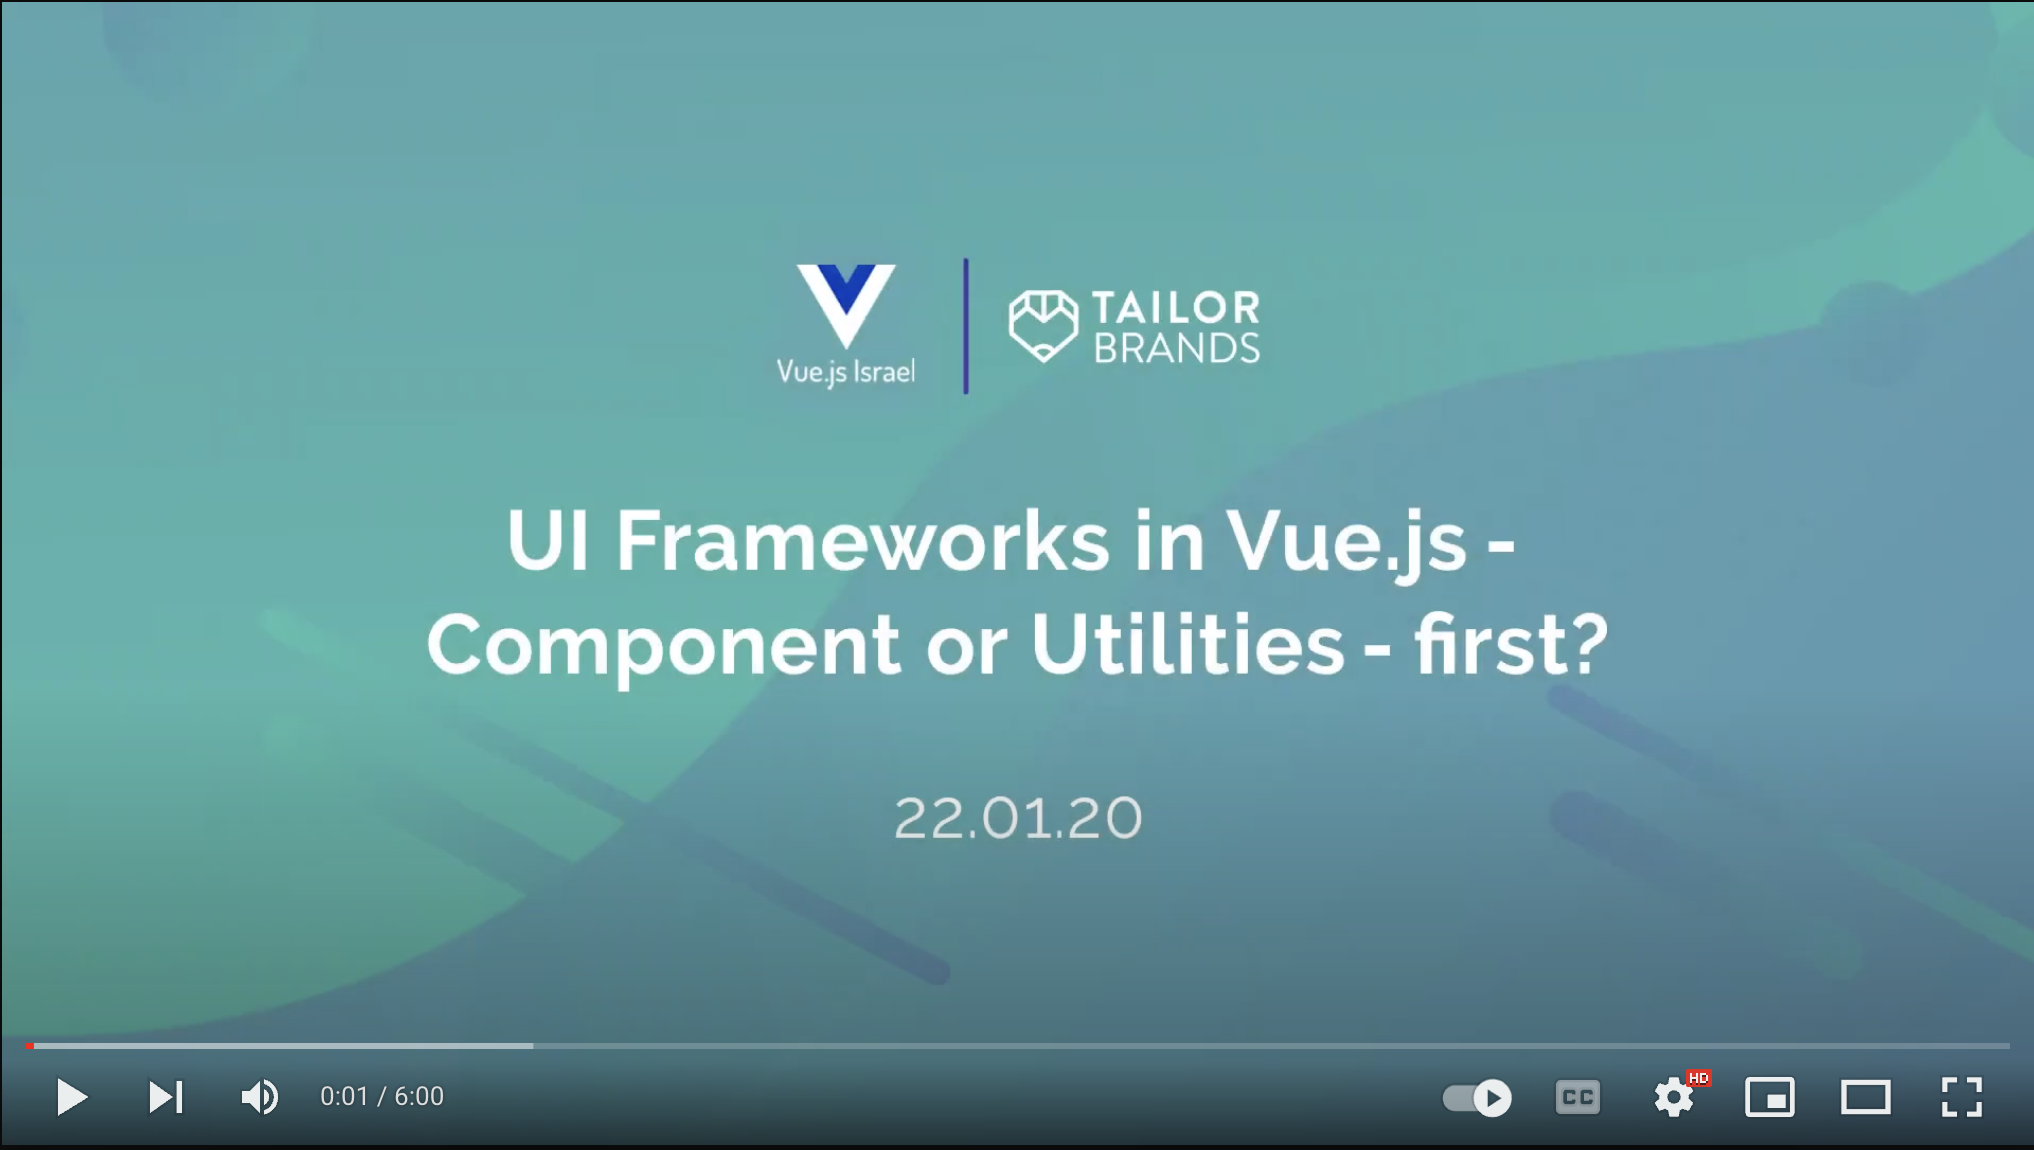 Vue.js Israel
TAILOR
BRANDS
UI Frameworks in Vue.js -
Component or Utilities - first?
22.01.20
0:01 / 6:00
CC
HD